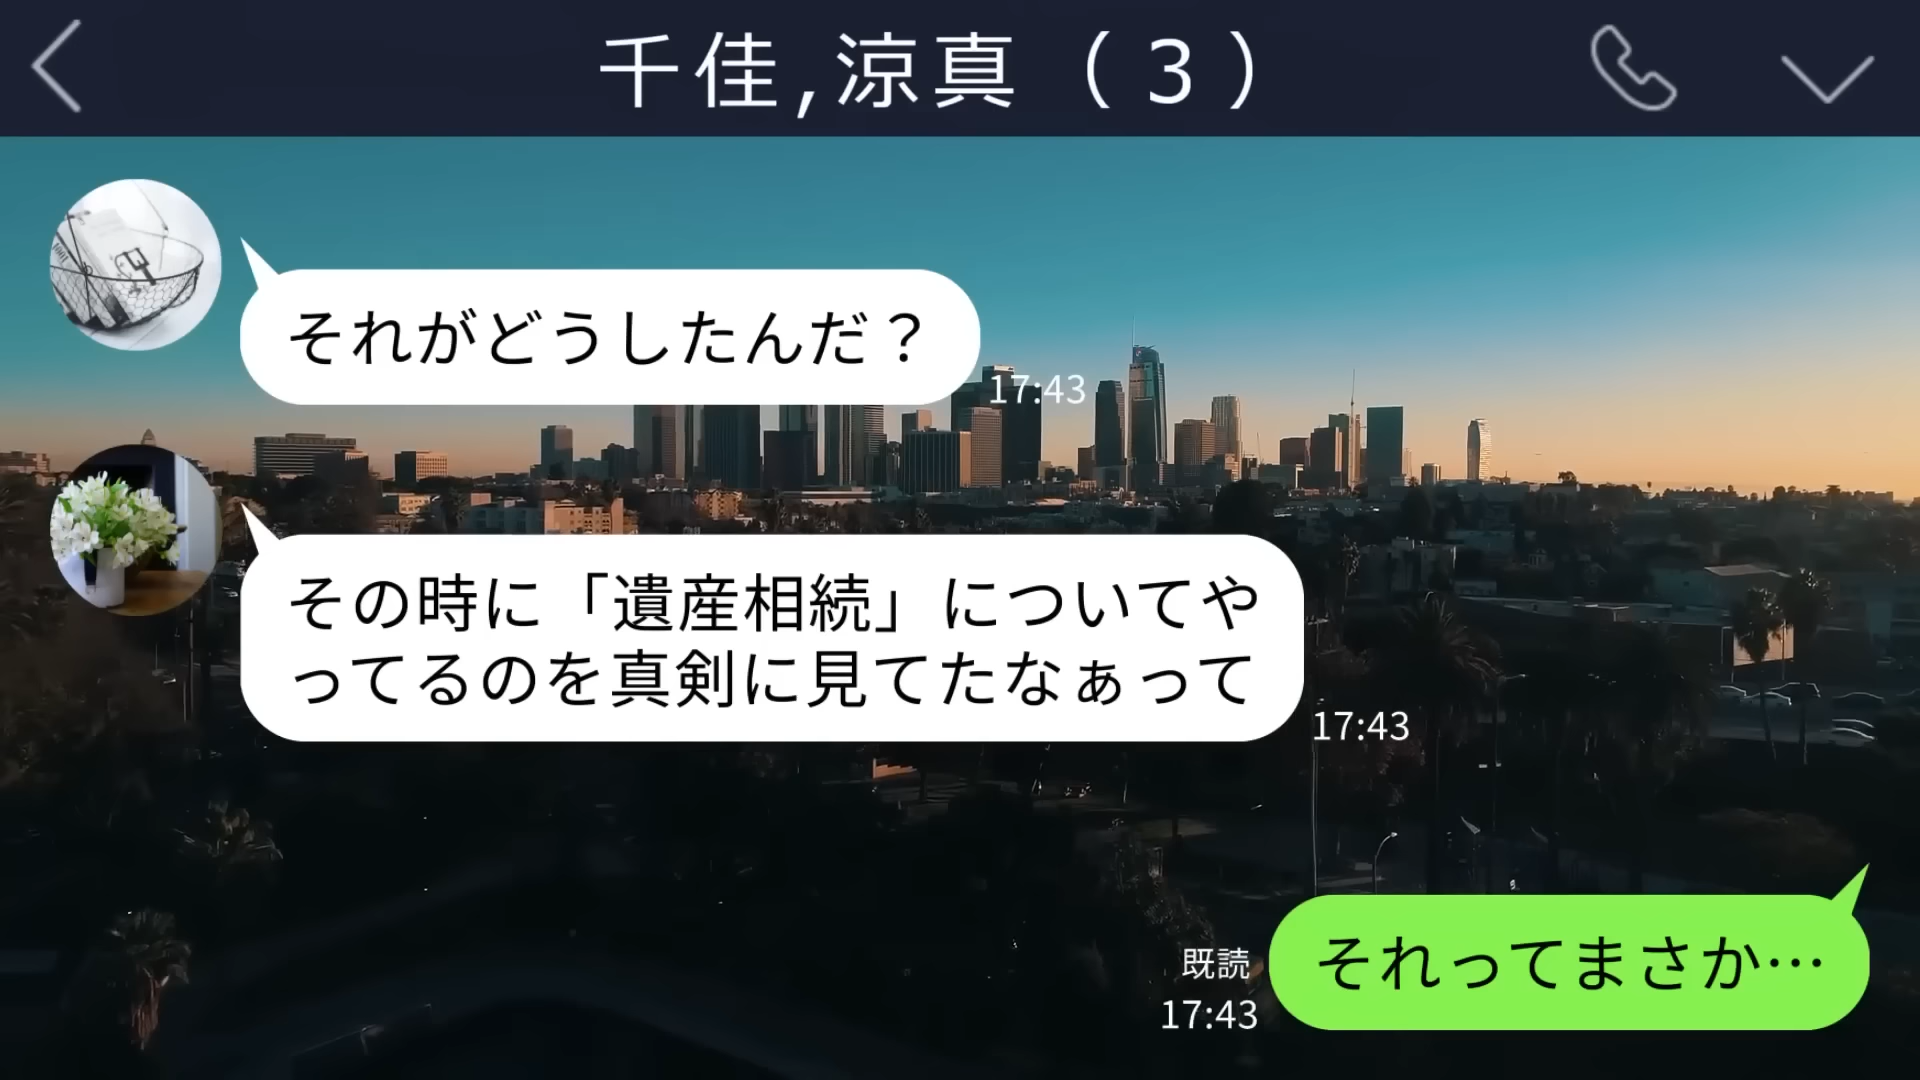 千佳,涼真（3）
それがどうしたんだ？
17:43
その時に「遺産相続」についてや
ってるのを真剣に見てたなぁって
17:43
それってまさか…
既読
17:43